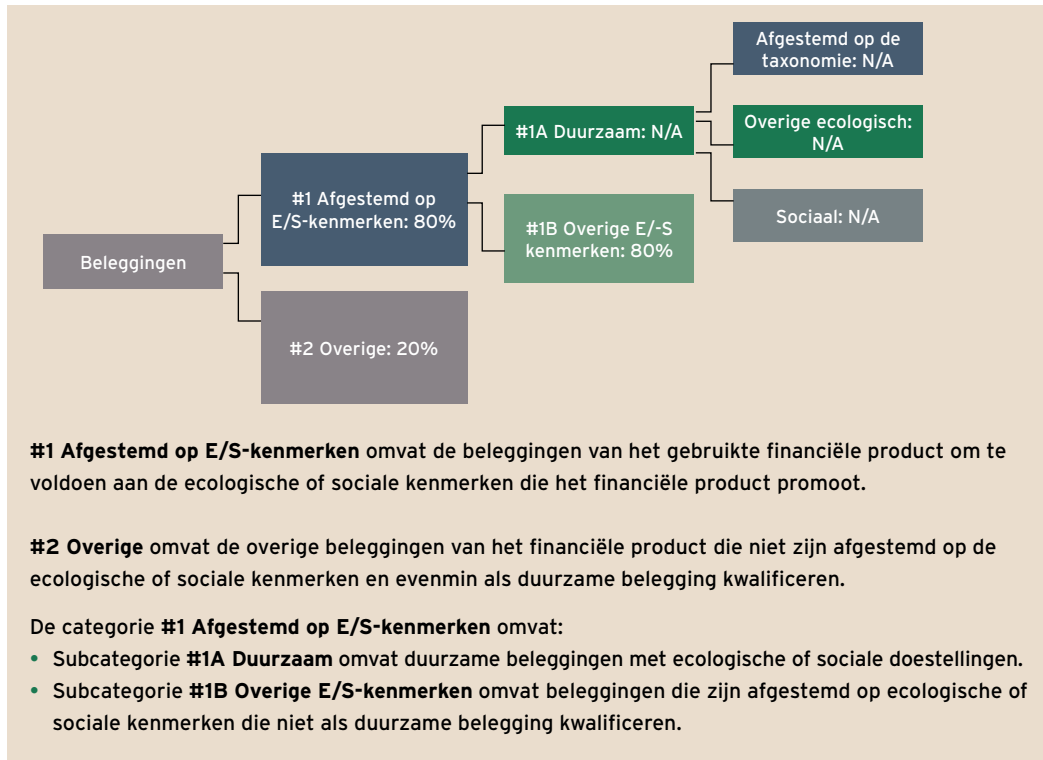 Afgestemd op de
taxonomie: N/A
#1A Duurzaam: N/A
Overige ecologisch:
N/A
#1 Afgestemd op
E/S-kenmerken: 80%
Sociaal: N/A
#1B Overige E/-S
kenmerken: 80%
Beleggingen
#2 Overige: 20%
#1 Afgestemd op E/S-kenmerken omvat de beleggingen van het gebruikte financiële product om te
voldoen aan de ecologische of sociale kenmerken die het financiële product promoot.
#2 Overige omvat de overige beleggingen van het financiële product die niet zijn afgestemd op de
ecologische of sociale kenmerken en evenmin als duurzame belegging kwalificeren.
De categorie #1 Afgestemd op E/S-kenmerken omvat:
• Subcategorie #1A Duurzaam omvat duurzame beleggingen met ecologische of sociale doestellingen.
• Subcategorie #1B Overige E/S-kenmerken omvat beleggingen die zijn afgestemd op ecologische of
sociale kenmerken die niet als duurzame belegging kwalificeren.